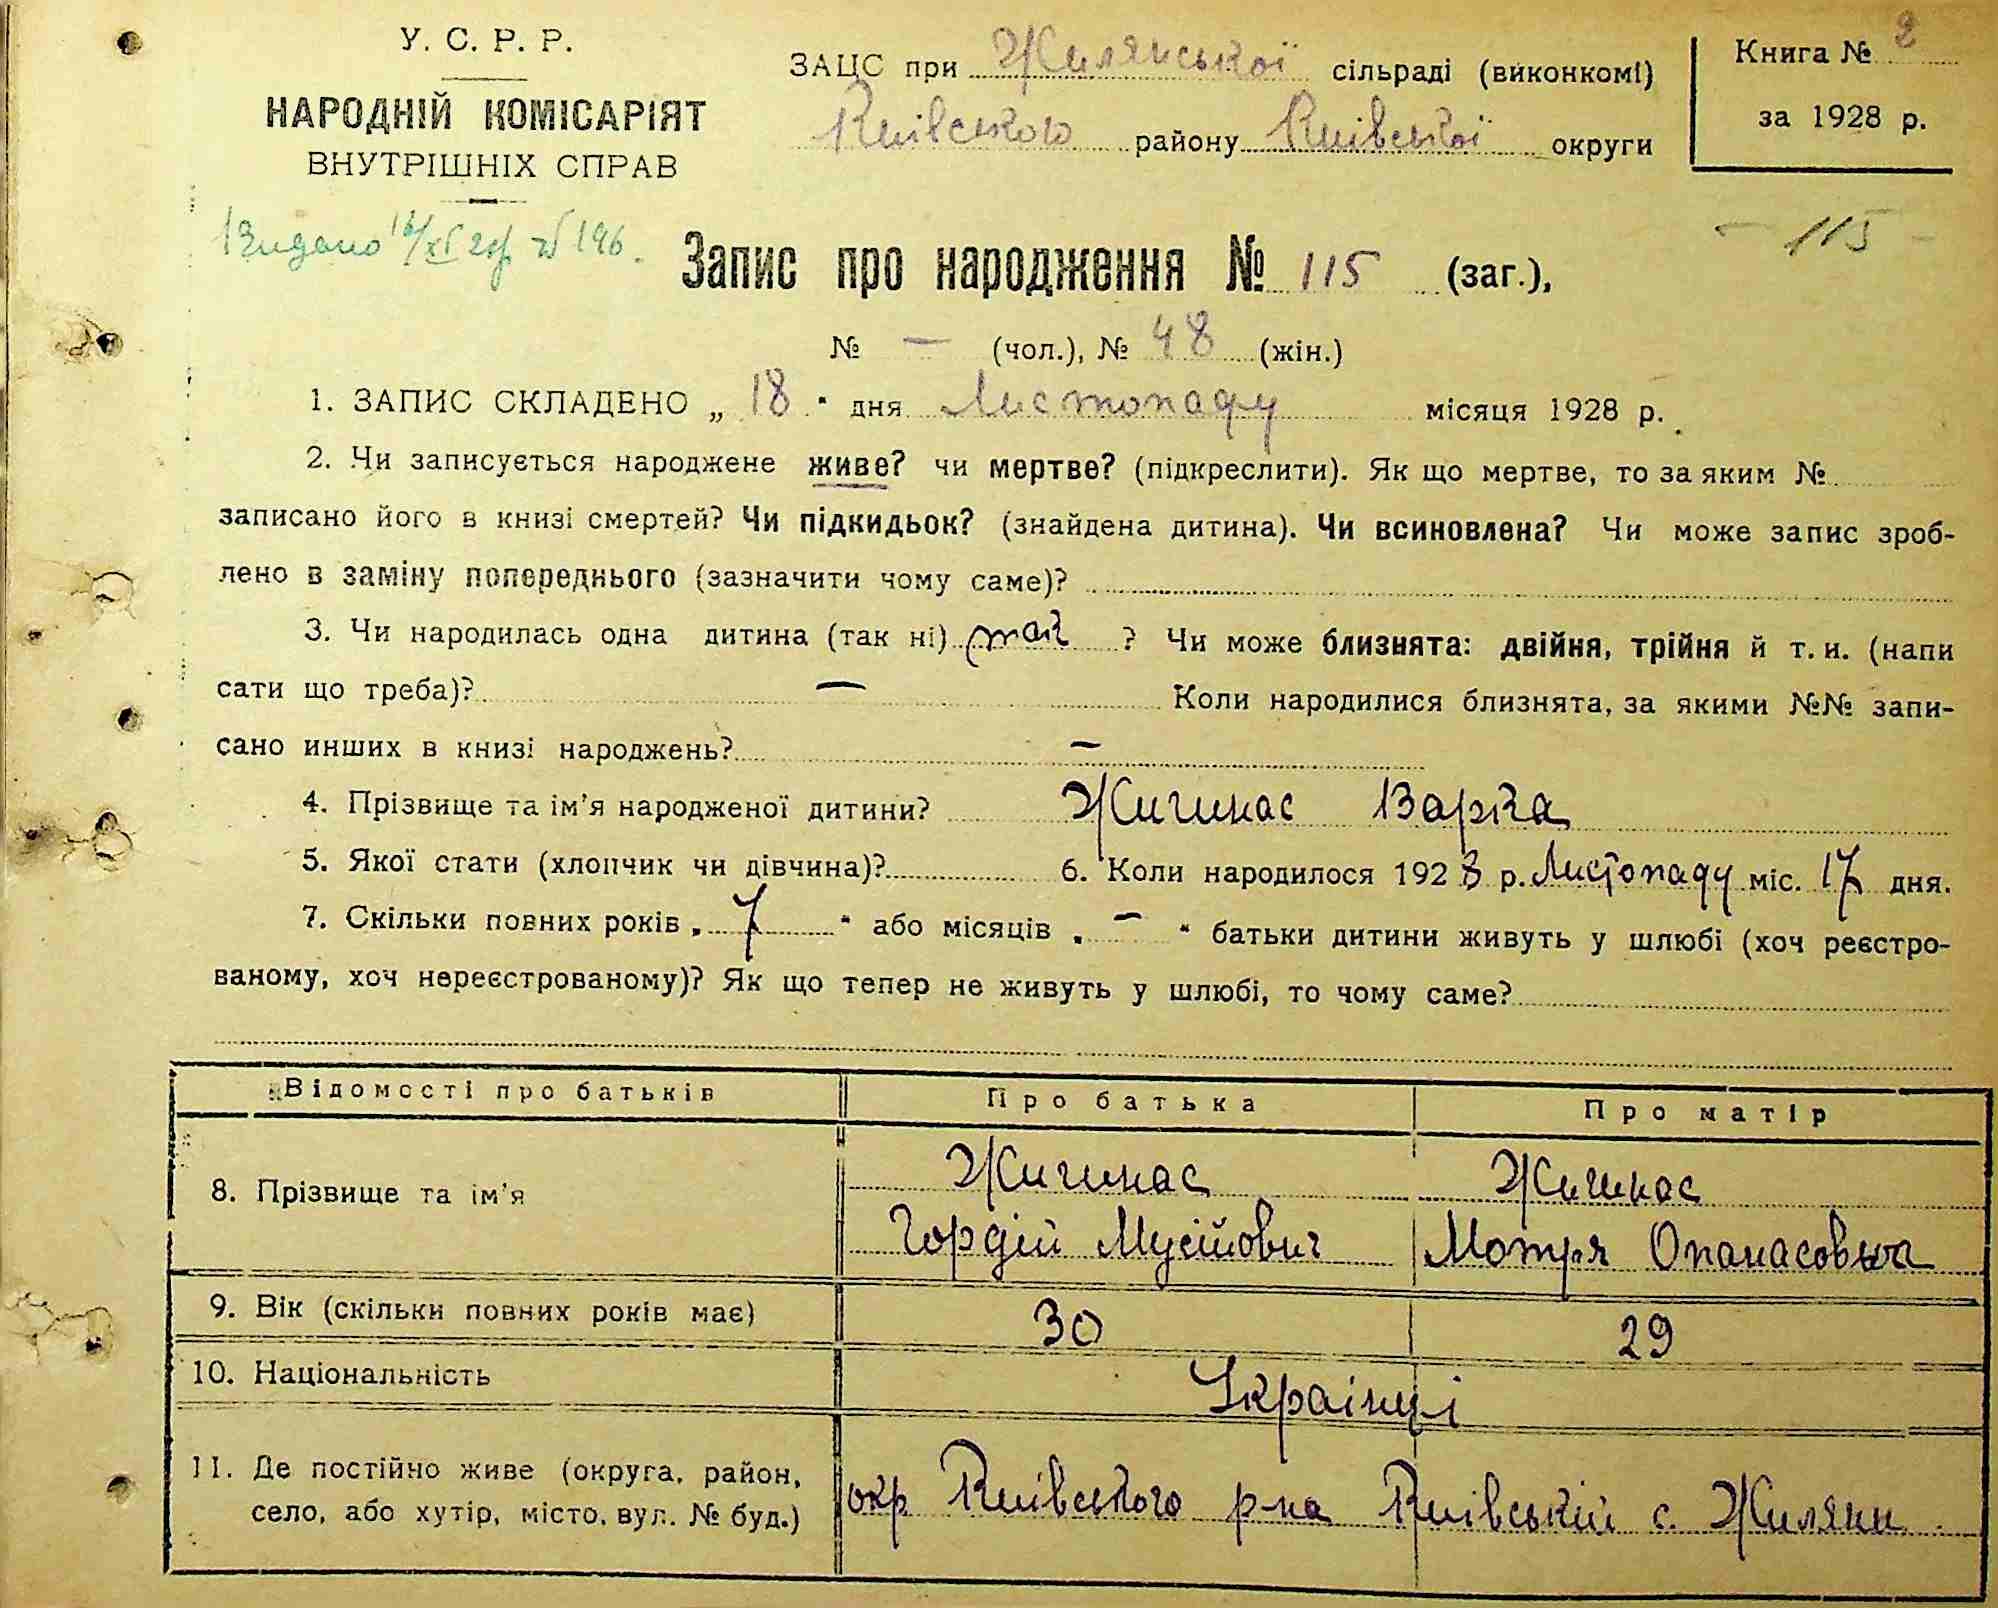 У. С. Р. Р.
НАРОДНІЙ КОМІСАРІЯТ
ВНУТРІШНІХ СПРАВ
ЗАЦС при Жилянської сільраді (виконкомі)
Київського району Київської округи
Книга № 2
за 1928 р.
Видано 16/XI 28р. № 196.
Запис про народження № 115 (заг.),
— 115 —
№ — (чол.), № 48 (жін.)
1. ЗАПИС СКЛАДЕНО „ 18 " дня Листопаду місяця 1928 р.
2. Чи записується народжене живе? чи мертве? (підкреслити). Як що мертве, то за яким №
записано його в книзі смертей? Чи підкидьок? (знайдена дитина). Чи всиновлена? Чи може запис зроб-
лено в заміну попереднього (зазначити чому саме)?
3. Чи народилась одна дитина (так ні) так ? Чи може близнята: двійня, трійня й т. и. (напи
сати що треба)? — Коли народилися близнята, за якими №№ запи-
сано инших в книзі народжень? —
4. Прізвище та ім'я народженої дитини? Жигинас Варка
5. Якої стати (хлопчик чи дівчина)? 6. Коли народилося 1928 р. Листопаду міс. 17 дня.
7. Скільки повних років „ 7 " або місяців „ — " батьки дитини живуть у шлюбі (хоч реєстро-
ваному, хоч нереєстрованому)? Як що тепер не живуть у шлюбі, то чому саме?
Відомості про батьків Про батька Про матір
8. Прізвище та ім'я Жигинас Жигинас
Гордій Мусійович Мотря Опанасовна
9. Вік (скільки повних років має) 30 29
10. Національність Українці
11. Де постійно живе (округа, район,
село, або хутір, місто, вул. № буд.) окр. Київського р-на Київській с. Жиляни